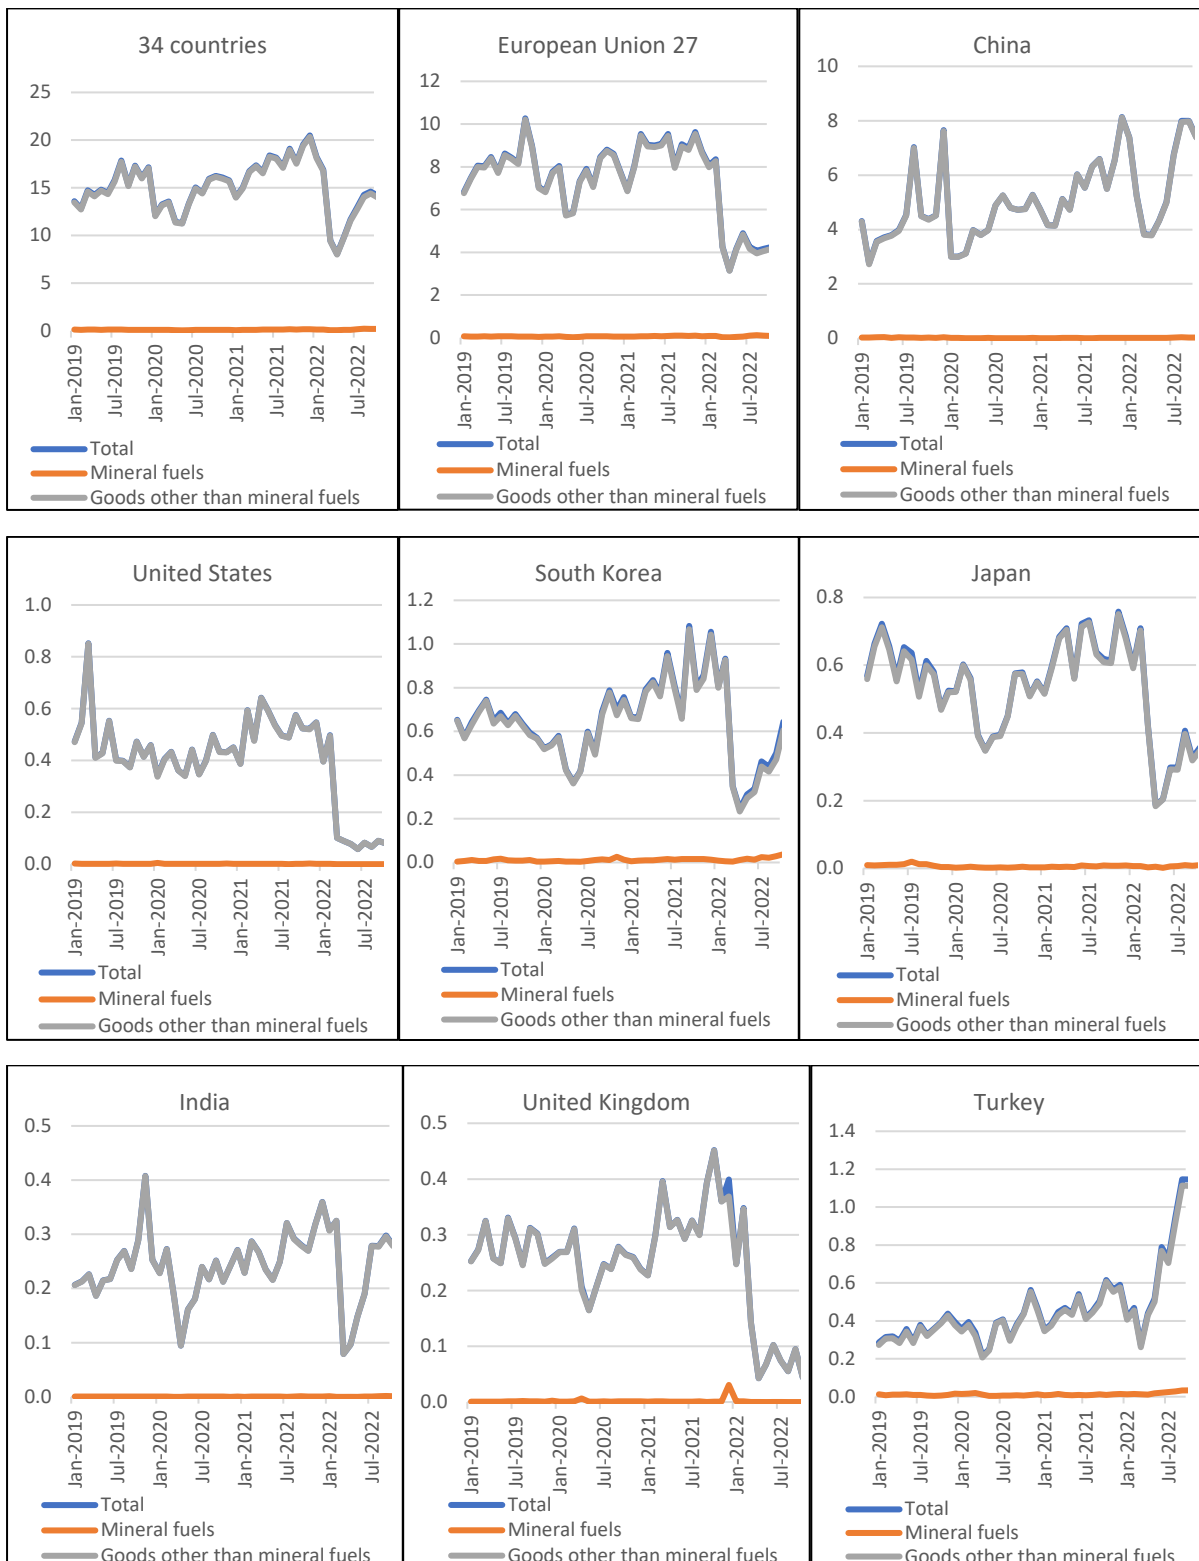 34 countries
25
20
15
10
5
0
Jan-2019
Jul-2019
Jan-2020
Jul-2020
Jan-2021
Jul-2021
Jan-2022
Jul-2022
Total
Mineral fuels
Goods other than mineral fuels
European Union 27
12
10
8
6
4
2
0
Jan-2019
Jul-2019
Jan-2020
Jul-2020
Jan-2021
Jul-2021
Jan-2022
Jul-2022
Total
Mineral fuels
Goods other than mineral fuels
China
10
8
6
4
2
0
Jan-2019
Jul-2019
Jan-2020
Jul-2020
Jan-2021
Jul-2021
Jan-2022
Jul-2022
Total
Mineral fuels
Goods other than mineral fuels
United States
1.0
0.8
0.6
0.4
0.2
0.0
Jan-2019
Jul-2019
Jan-2020
Jul-2020
Jan-2021
Jul-2021
Jan-2022
Jul-2022
Total
Mineral fuels
Goods other than mineral fuels
South Korea
1.2
1.0
0.8
0.6
0.4
0.2
0.0
Jan-2019
Jul-2019
Jan-2020
Jul-2020
Jan-2021
Jul-2021
Jan-2022
Jul-2022
Total
Mineral fuels
Goods other than mineral fuels
Japan
0.8
0.6
0.4
0.2
0.0
Jan-2019
Jul-2019
Jan-2020
Jul-2020
Jan-2021
Jul-2021
Jan-2022
Jul-2022
Total
Mineral fuels
Goods other than mineral fuels
India
0.5
0.4
0.3
0.2
0.1
0.0
Jan-2019
Jul-2019
Jan-2020
Jul-2020
Jan-2021
Jul-2021
Jan-2022
Jul-2022
Total
Mineral fuels
Goods other than mineral fuels
United Kingdom
0.5
0.4
0.3
0.2
0.1
0.0
Jan-2019
Jul-2019
Jan-2020
Jul-2020
Jan-2021
Jul-2021
Jan-2022
Jul-2022
Total
Mineral fuels
Goods other than mineral fuels
Turkey
1.4
1.2
1.0
0.8
0.6
0.4
0.2
0.0
Jan-2019
Jul-2019
Jan-2020
Jul-2020
Jan-2021
Jul-2021
Jan-2022
Jul-2022
Total
Mineral fuels
Goods other than mineral fuels